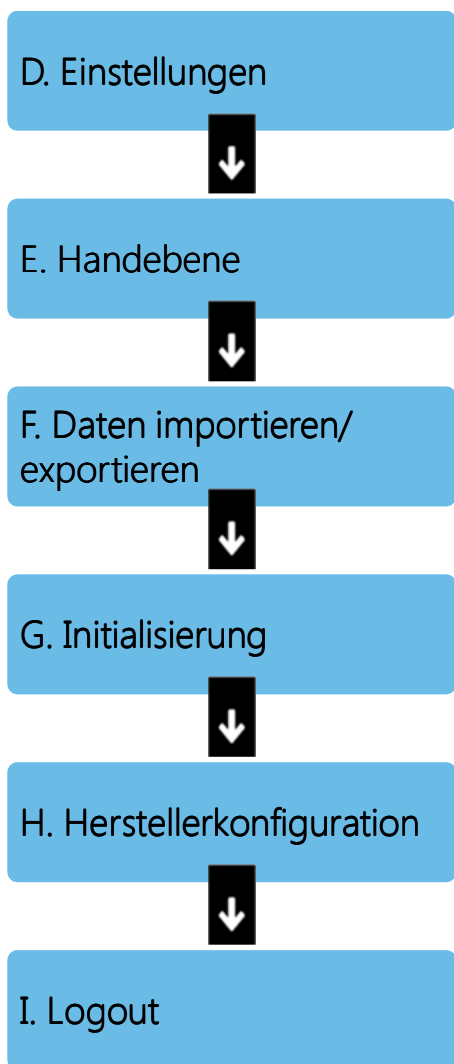 D. Einstellungen
E. Handebene
F. Daten importieren/
exportieren
G. Initialisierung
H. Herstellerkonfiguration
I. Logout